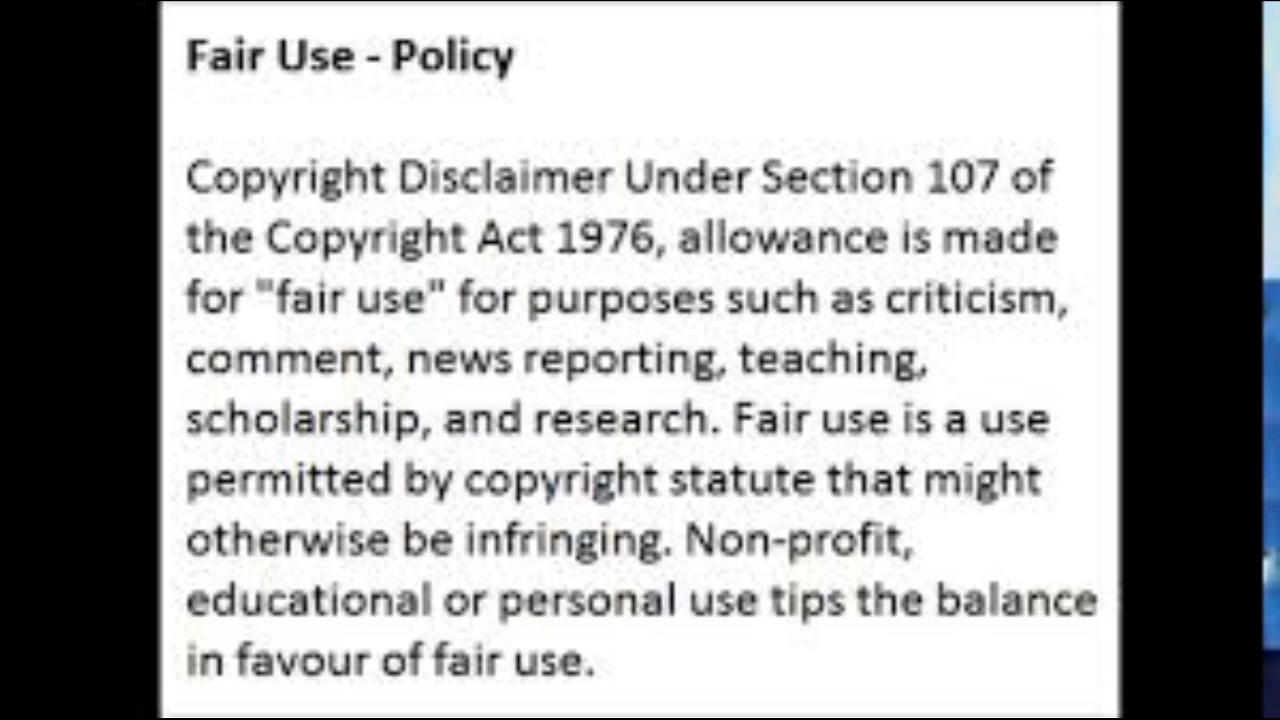 Fair Use - Policy
Copyright Disclaimer Under Section 107 of
the Copyright Act 1976, allowance is made
for "fair use" for purposes such as criticism,
comment, news reporting, teaching,
scholarship, and research. Fair use is a use
permitted by copyright statute that might
otherwise be infringing. Non-profit,
educational or personal use tips the balance
in favour of fair use.